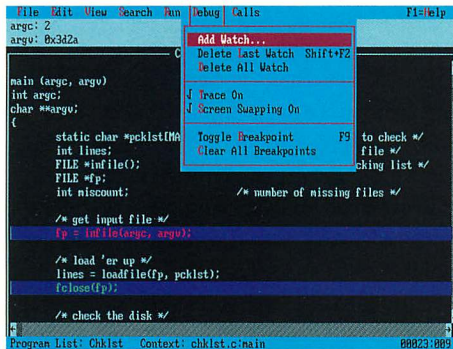 File Edit View Search Run Debug Calls F1=Help
argc: 2
argv: 0x3d2a
Add Watch...
Delete Last Watch Shift+F2
Delete All Watch
√ Trace On
√ Screen Swapping On
Toggle Breakpoint F9
Clear All Breakpoints
C
main (argc, argv)
int argc;
char **argv;
{
static char *pcklst[MA to check */
int lines; file */
FILE *infile(); cking list */
FILE *fp;
int miscount; /* number of missing files */
/* get input file */
fp = infile(argc, argv);
/* load 'er up */
lines = loadfile(fp, pcklst);
fclose(fp);
/* check the disk */
Program List: Chklst Context: chklst.c:main 00023:009